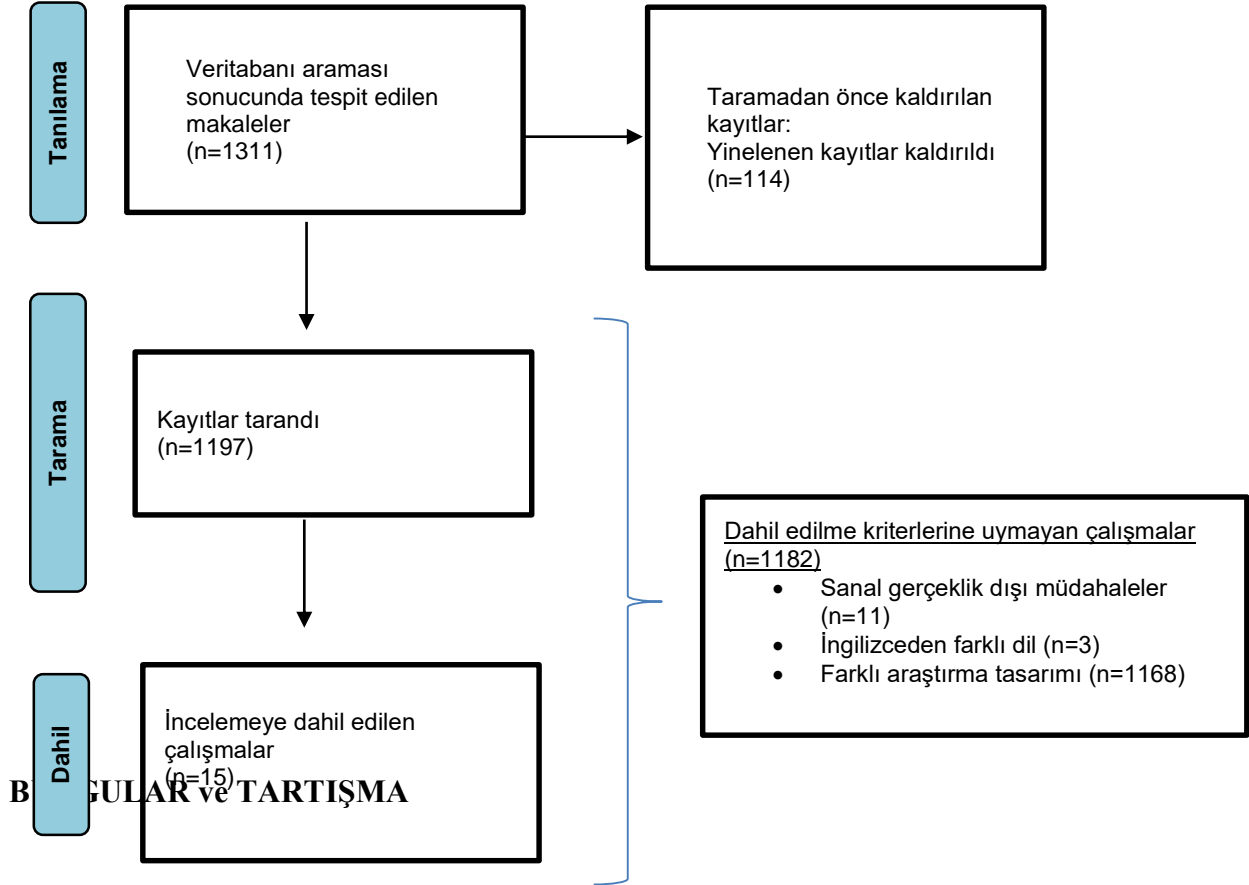 Tanılama
Veritabanı araması
sonucunda tespit edilen
makaleler
(n=1311)
Taramadan önce kaldırılan
kayıtlar:
Yinelenen kayıtlar kaldırıldı
(n=114)
Tarama
Kayıtlar tarandı
(n=1197)
Dahil edilme kriterlerine uymayan çalışmalar
(n=1182)
• Sanal gerçeklik dışı müdahaleler
(n=11)
• İngilizceden farklı dil (n=3)
• Farklı araştırma tasarımı (n=1168)
Dahil
İncelemeye dahil edilen
çalışmalar
(n=15)
ve TARTIŞMA